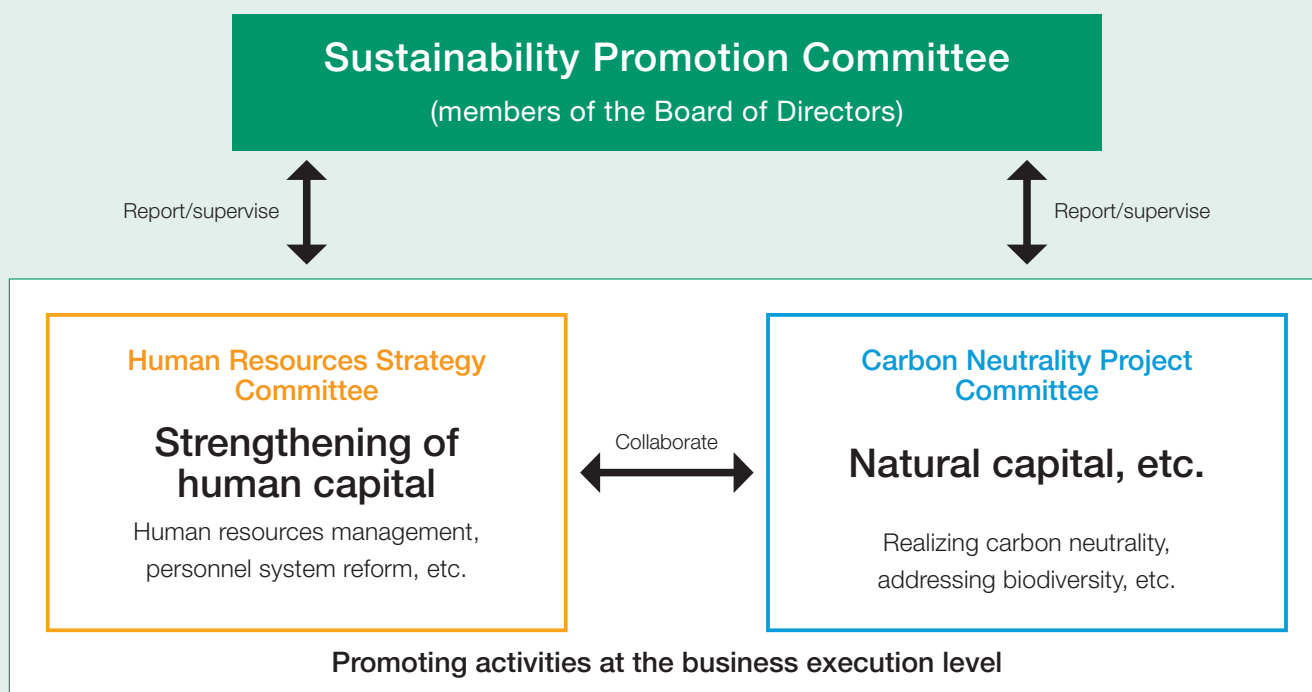 Sustainability Promotion Committee
(members of the Board of Directors)
Report/supervise
Report/supervise
Human Resources Strategy
Committee
Strengthening of
human capital
Human resources management,
personnel system reform, etc.
Collaborate
Carbon Neutrality Project
Committee
Natural capital, etc.
Realizing carbon neutrality,
addressing biodiversity, etc.
Promoting activities at the business execution level